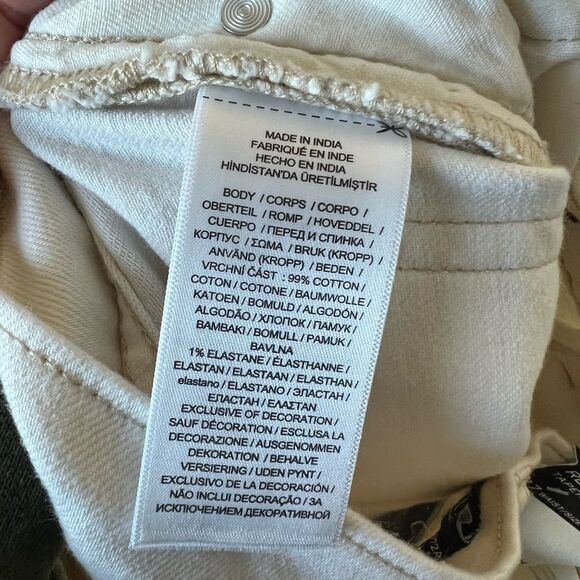 MADE IN INDIA
FABRIQUÉ EN INDE
HECHO EN INDIA
HİNDİSTAN'DA ÜRETİLMİŞTİR
BODY / CORPS / CORPO /
OBERTEIL / ROMP / HOVEDDEL /
CUERPO / ПЕРЕД И СПИНКА /
КОРПУС / ΣΩΜΑ / BRUK (KROPP) /
ANVÄND (KROPP) / BEDEN /
VRCHNÍ ČÁST : 99% COTTON /
COTON / COTONE / BAUMWOLLE /
KATOEN / BOMULD / ALGODÓN /
ALGODÃO / ХЛОПОК / ПАМУК /
BAMBAKI / BOMULL / PAMUK /
BAVLNA
1% ELASTANE / ÉLASTHANNE /
ELASTAN / ELASTAAN / ELASTHAN /
elastano / ELASTANO / ЭЛАСТАН /
ЕЛАСТАН / ΕΛΑΣΤΑΝ
EXCLUSIVE OF DECORATION /
SAUF DÉCORATION / ESCLUSA LA
DECORAZIONE / AUSGENOMMEN
DEKORATION / BEHALVE
VERSIERING / UDEN PYNT /
EXCLUSIVO DE LA DECORACIÓN /
NÃO INCLUI DECORAÇÃO / ЗА
ИСКЛЮЧЕНИЕМ ДЕКОРАТИВНОЙ
WAIST